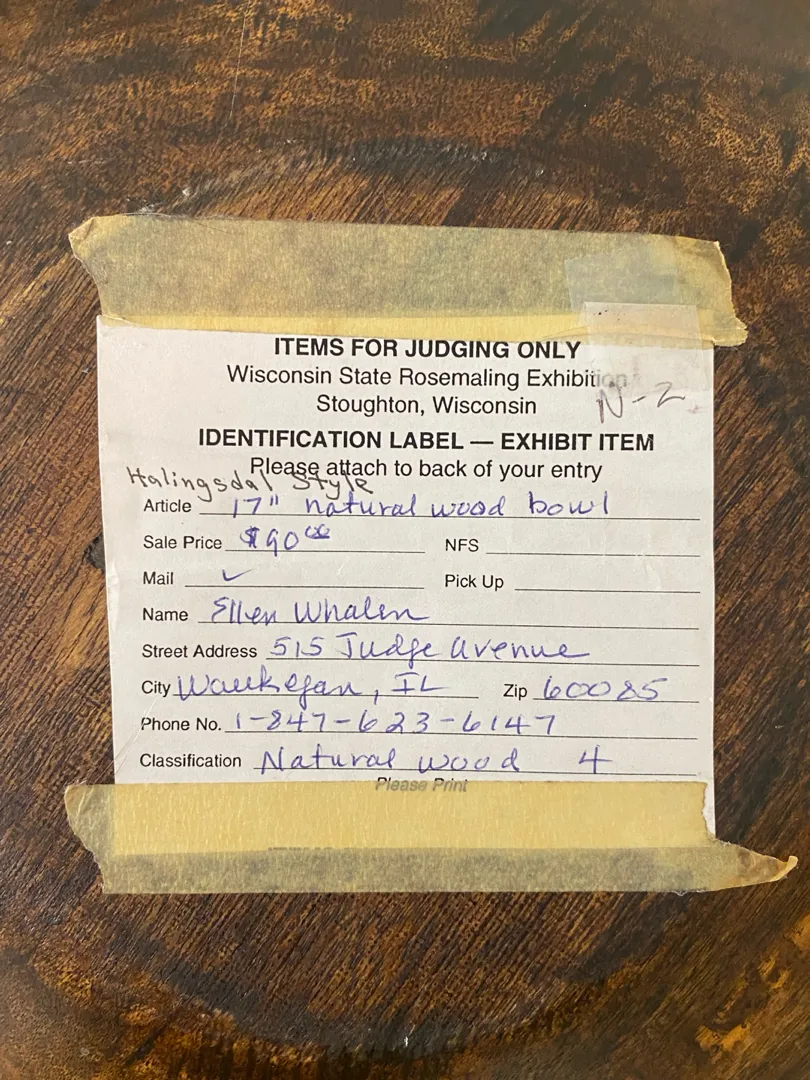 ITEMS FOR JUDGING ONLY
Wisconsin State Rosemaling Exhibition
Stoughton, Wisconsin
N-2
IDENTIFICATION LABEL — EXHIBIT ITEM
Please attach to back of your entry
Halingsdal Style
Article 17" natural wood bowl
Sale Price $90.00 NFS
Mail ✓ Pick Up
Name Ellen Whalen
Street Address 515 Judge Avenue
City Waukegan, IL Zip 60085
Phone No. 1-847-623-6147
Classification Natural wood 4
Please Print